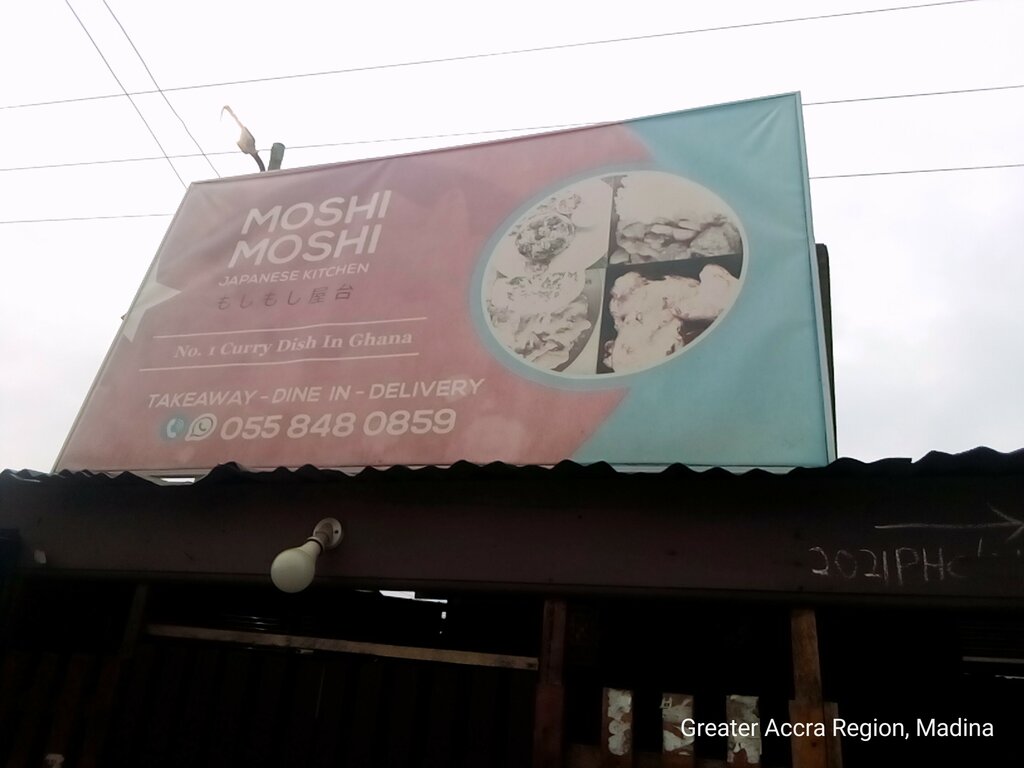 MOSHI
MOSHI
JAPANESE KITCHEN
もしもし屋台
No. 1 Curry Dish In Ghana
TAKEAWAY - DINE IN - DELIVERY
055 848 0859
2021PHC
Greater Accra Region, Madina